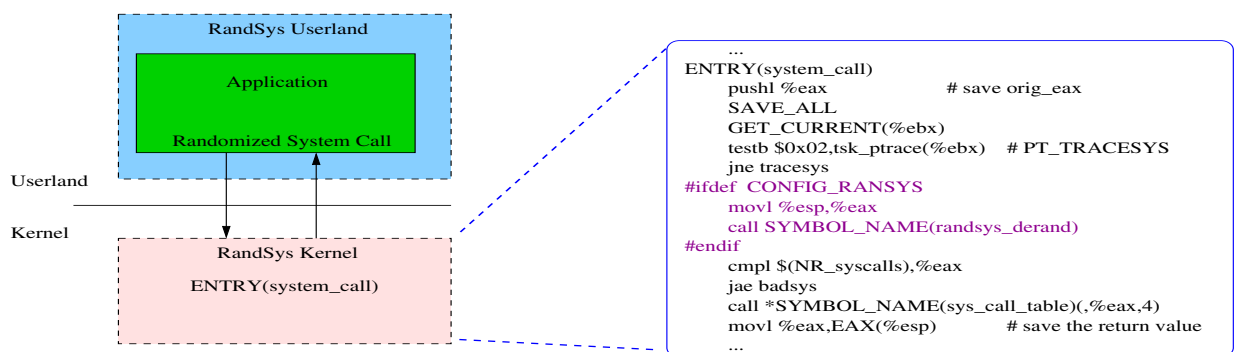 RandSys Userland
Application
Randomized System Call
Userland
Kernel
RandSys Kernel
ENTRY(system_call)
...
ENTRY(system_call)
pushl %eax # save orig_eax
SAVE_ALL
GET_CURRENT(%ebx)
testb $0x02,tsk_ptrace(%ebx) # PT_TRACESYS
jne tracesys
#ifdef CONFIG_RANSYS
movl %esp,%eax
call SYMBOL_NAME(randsys_derand)
#endif
cmpl $(NR_syscalls),%eax
jae badsys
call *SYMBOL_NAME(sys_call_table)(,%eax,4)
movl %eax,EAX(%esp) # save the return value
...